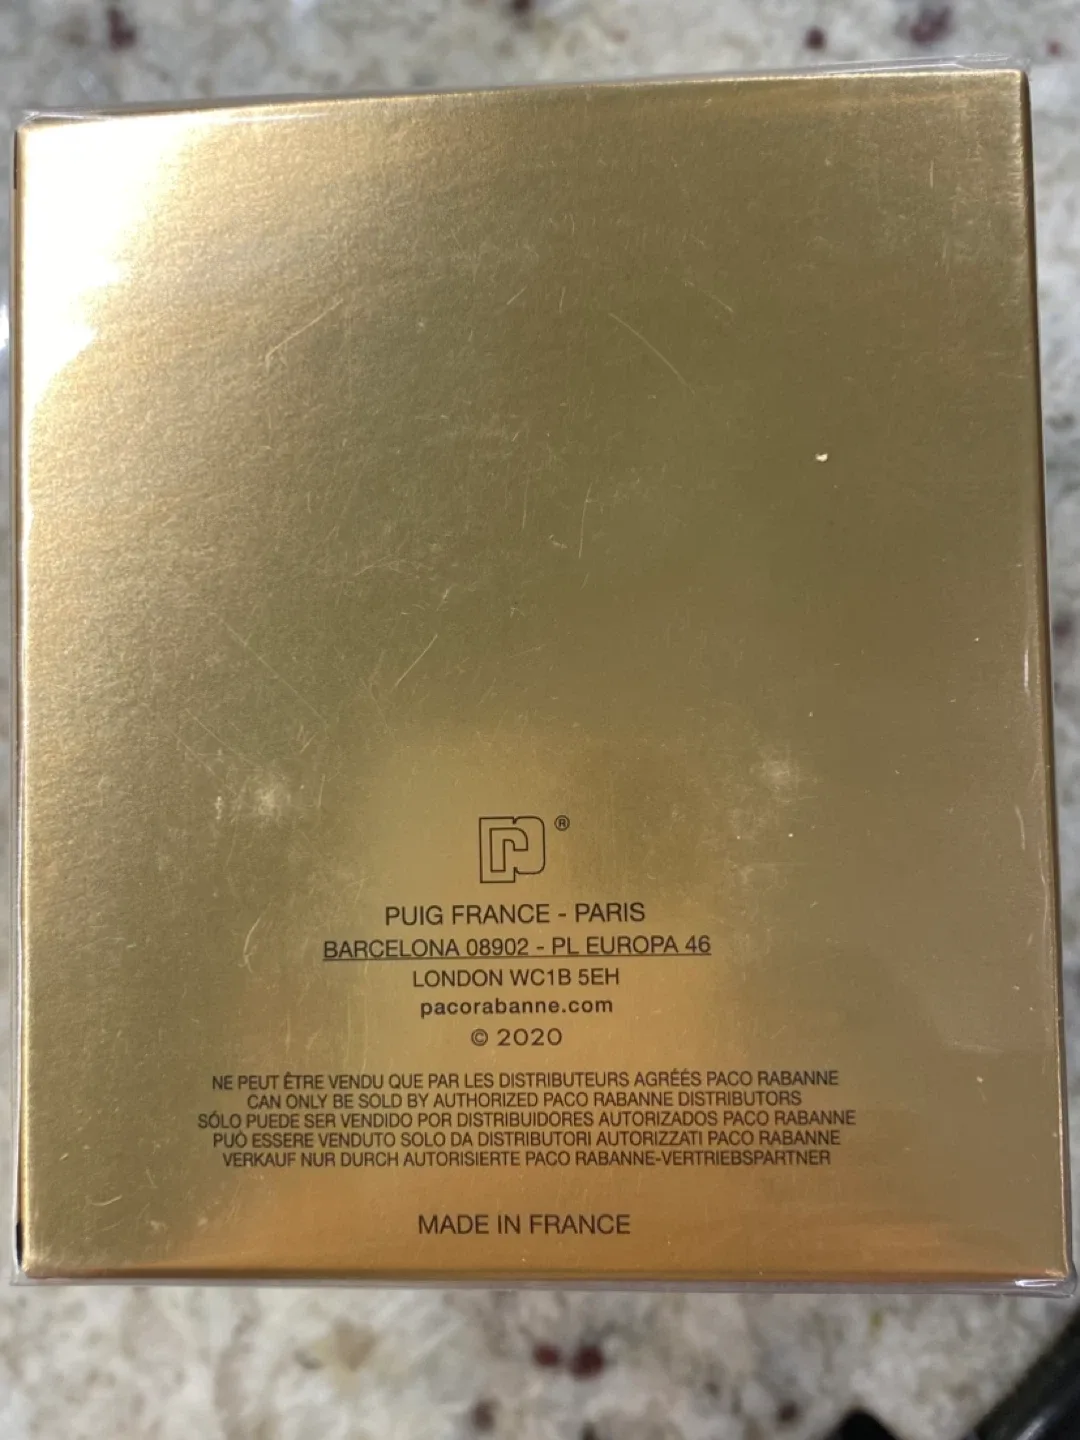 ®
PUIG FRANCE - PARIS
BARCELONA 08902 - PL EUROPA 46
LONDON WC1B 5EH
pacorabanne.com
© 2020
NE PEUT ÊTRE VENDU QUE PAR LES DISTRIBUTEURS AGRÉÉS PACO RABANNE
CAN ONLY BE SOLD BY AUTHORIZED PACO RABANNE DISTRIBUTORS
SÓLO PUEDE SER VENDIDO POR DISTRIBUIDORES AUTORIZADOS PACO RABANNE
PUÒ ESSERE VENDUTO SOLO DA DISTRIBUTORI AUTORIZZATI PACO RABANNE
VERKAUF NUR DURCH AUTORISIERTE PACO RABANNE-VERTRIEBSPARTNER
MADE IN FRANCE